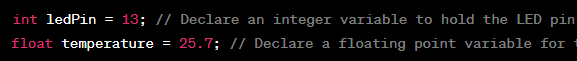 int ledPin = 13; // Declare an integer variable to hold the LED pin
float temperature = 25.7; // Declare a floating point variable for